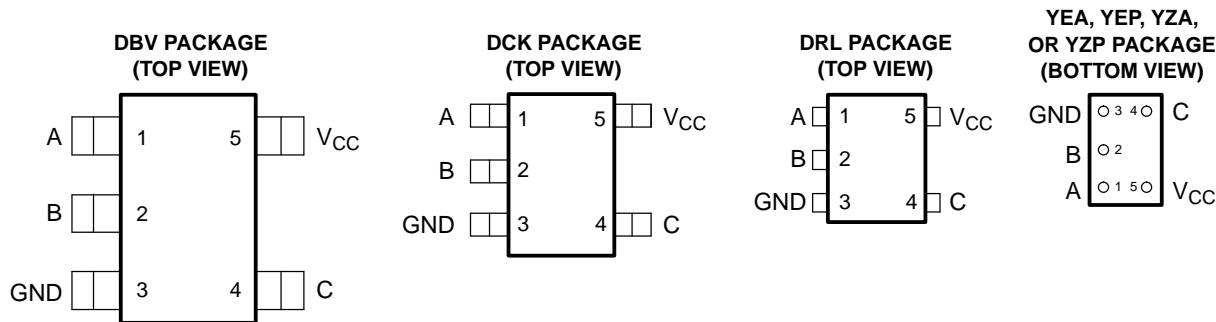 DBV PACKAGE
(TOP VIEW)
A 1 5 VCC
B 2
GND 3 4 C
DCK PACKAGE
(TOP VIEW)
A 1 5 VCC
B 2
GND 3 4 C
DRL PACKAGE
(TOP VIEW)
A 1 5 VCC
B 2
GND 3 4 C
YEA, YEP, YZA,
OR YZP PACKAGE
(BOTTOM VIEW)
GND 3 4 C
B 2
A 1 5 VCC